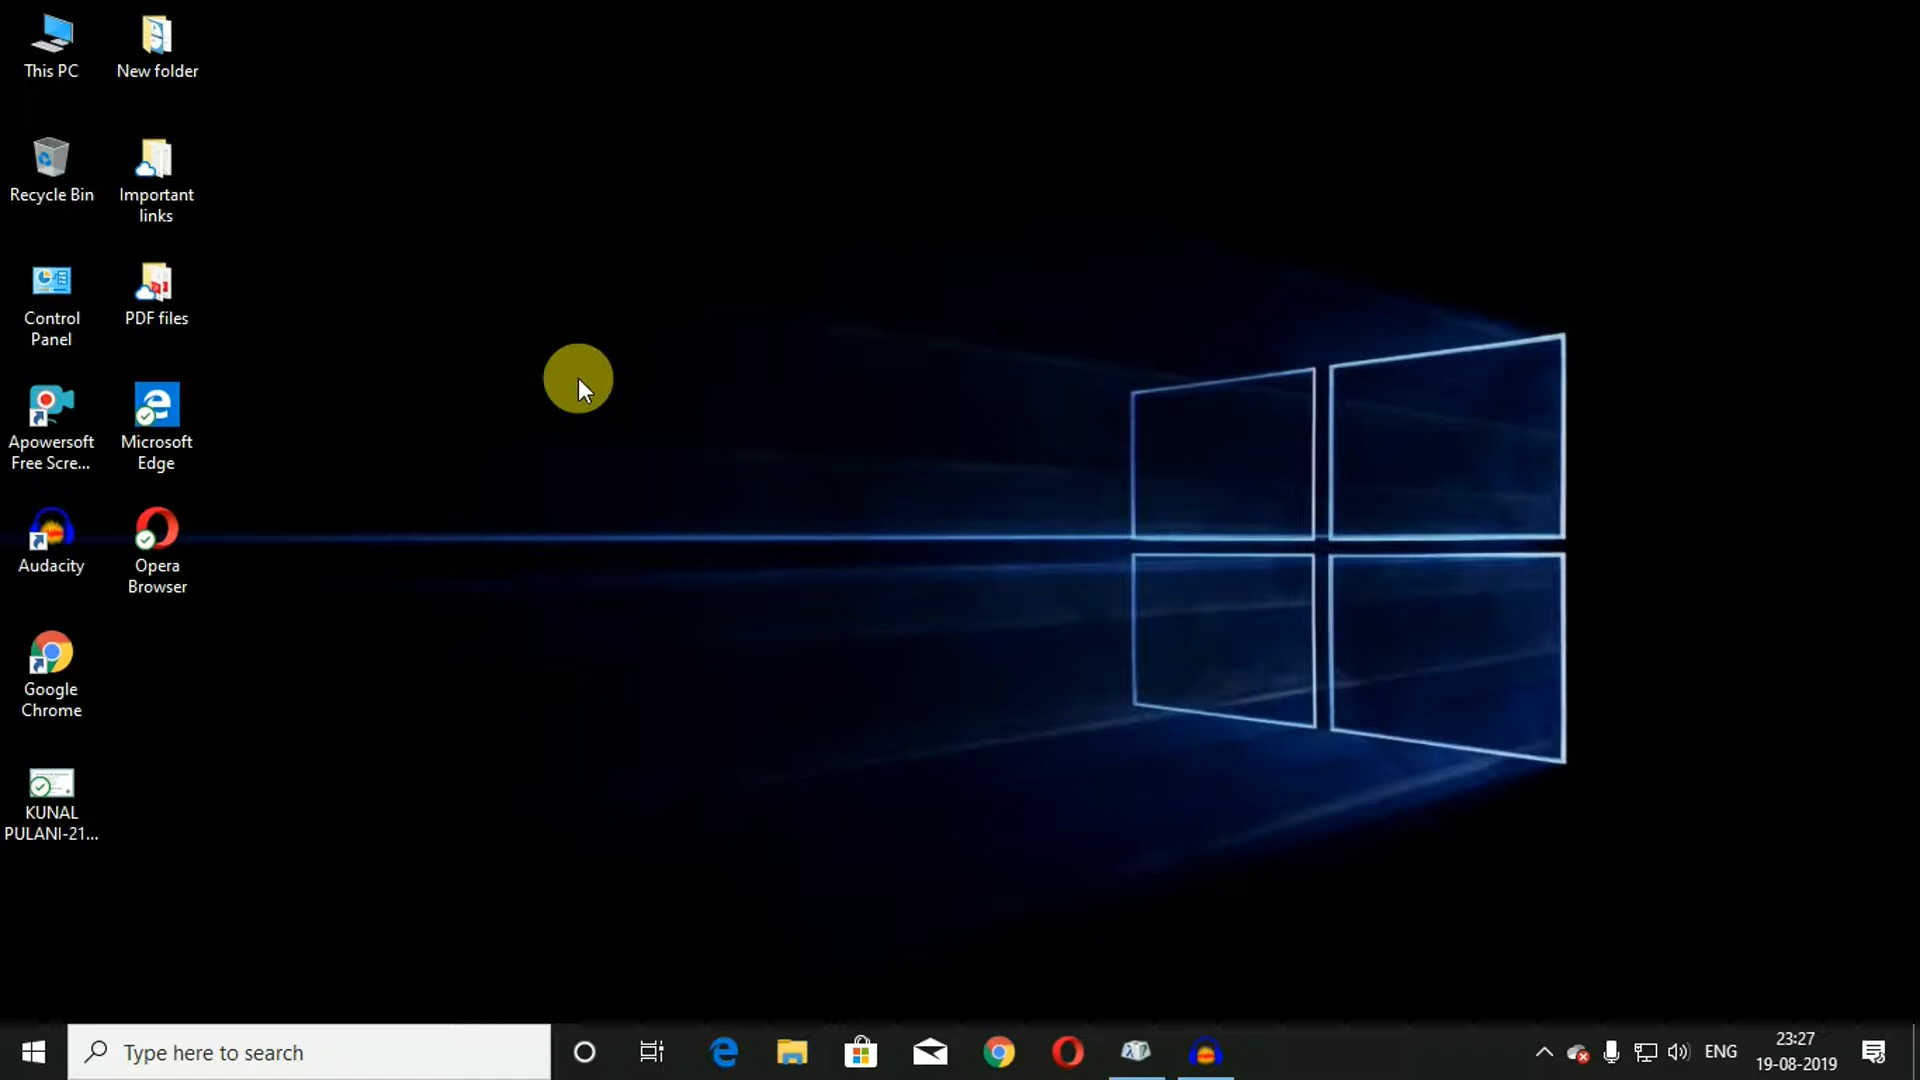 This PC
New folder
Recycle Bin
Important
links
Control
Panel
PDF files
Apowersoft
Free Scre...
Microsoft
Edge
Audacity
Opera
Browser
Google
Chrome
KUNAL
PULANI-21...
Type here to search
ENG
23:27
19-08-2019